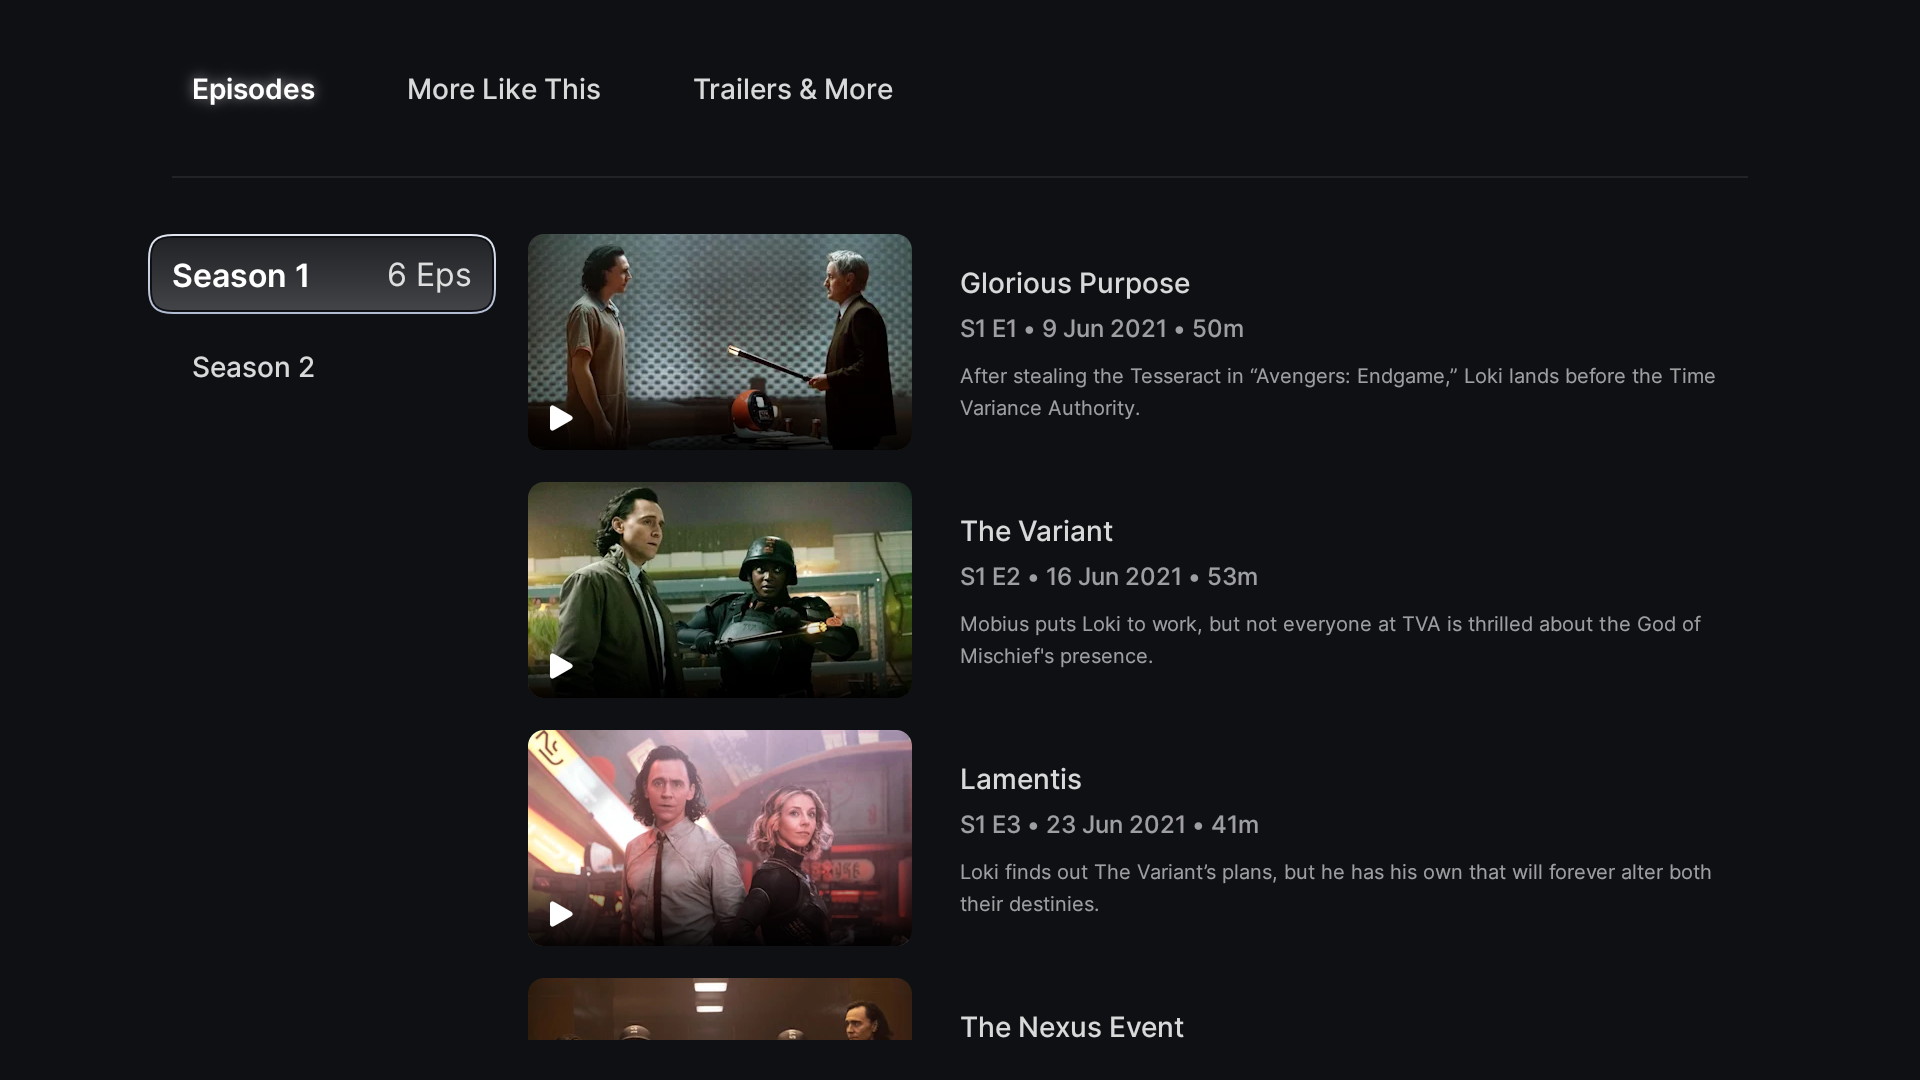 Episodes
More Like This
Trailers & More
Season 1
6 Eps
Season 2
Glorious Purpose
S1 E1 • 9 Jun 2021 • 50m
After stealing the Tesseract in “Avengers: Endgame,” Loki lands before the Time
Variance Authority.
The Variant
S1 E2 • 16 Jun 2021 • 53m
Mobius puts Loki to work, but not everyone at TVA is thrilled about the God of
Mischief's presence.
Lamentis
S1 E3 • 23 Jun 2021 • 41m
Loki finds out The Variant’s plans, but he has his own that will forever alter both
their destinies.
The Nexus Event